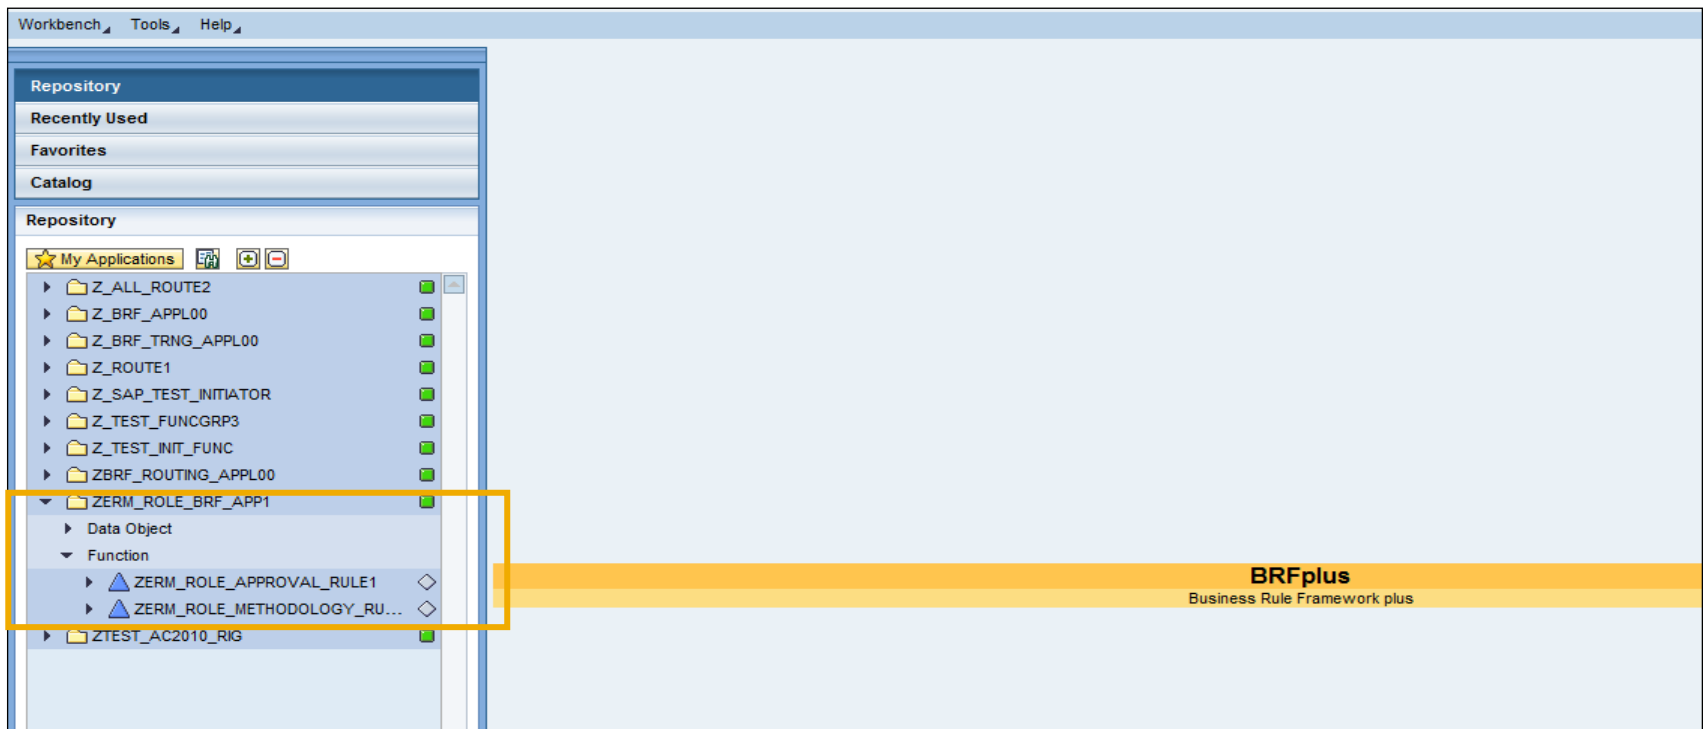 Workbench Tools Help
Repository
Recently Used
Favorites
Catalog
Repository
My Applications
Z_ALL_ROUTE2
Z_BRF_APPL00
Z_BRF_TRNG_APPL00
Z_ROUTE1
Z_SAP_TEST_INITIATOR
Z_TEST_FUNCGRP3
Z_TEST_INIT_FUNC
ZBRF_ROUTING_APPL00
ZERM_ROLE_BRF_APP1
Data Object
Function
ZERM_ROLE_APPROVAL_RULE1
ZERM_ROLE_METHODOLOGY_RU...
ZTEST_AC2010_RIG
BRFplus
Business Rule Framework plus